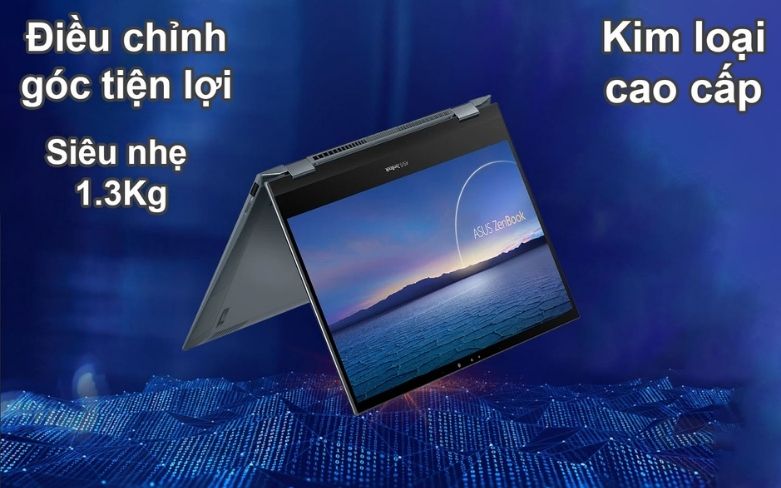 Điều chỉnh
góc tiện lợi
Siêu nhẹ
1.3Kg
Kim loại
cao cấp
ASUS ZenBook